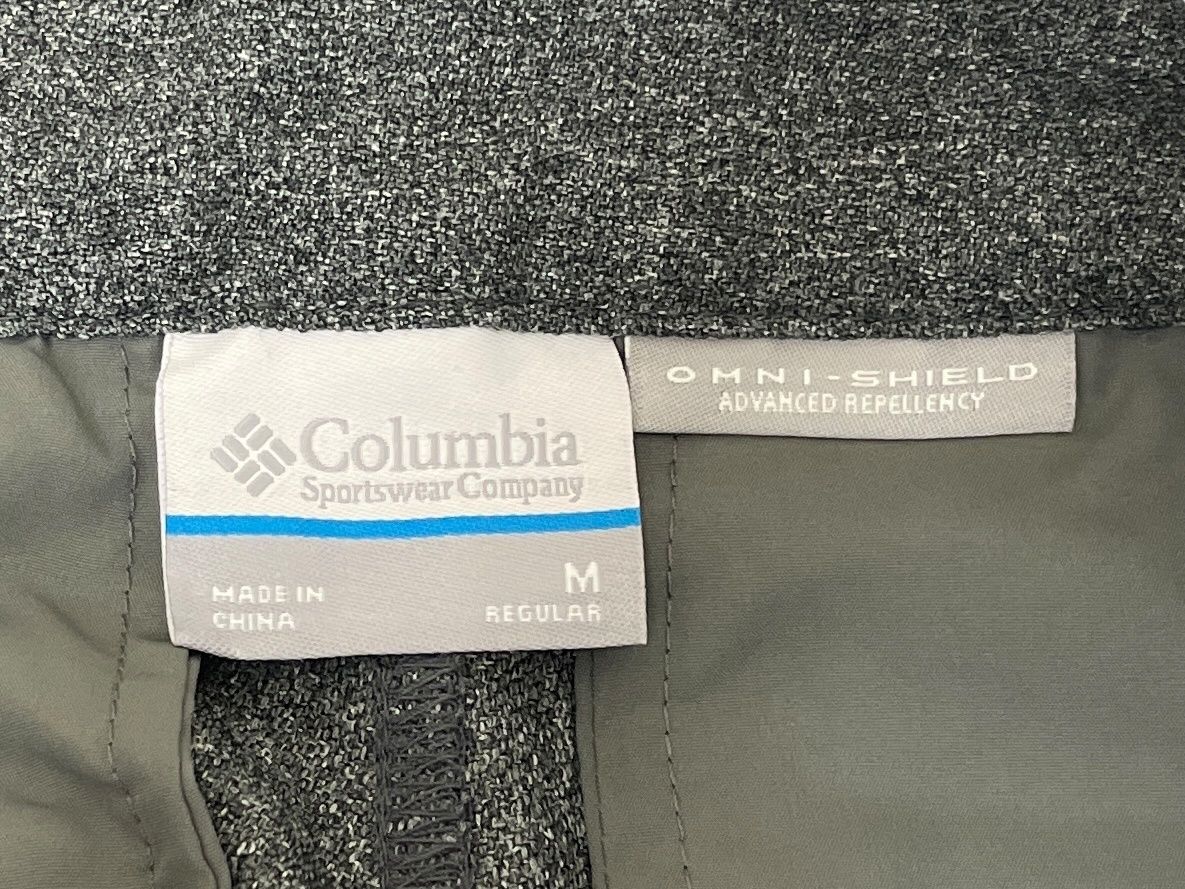 Columbia
Sportswear Company
MADE IN
CHINA
M
REGULAR
OMNI-SHIELD
ADVANCED REPELLENCY